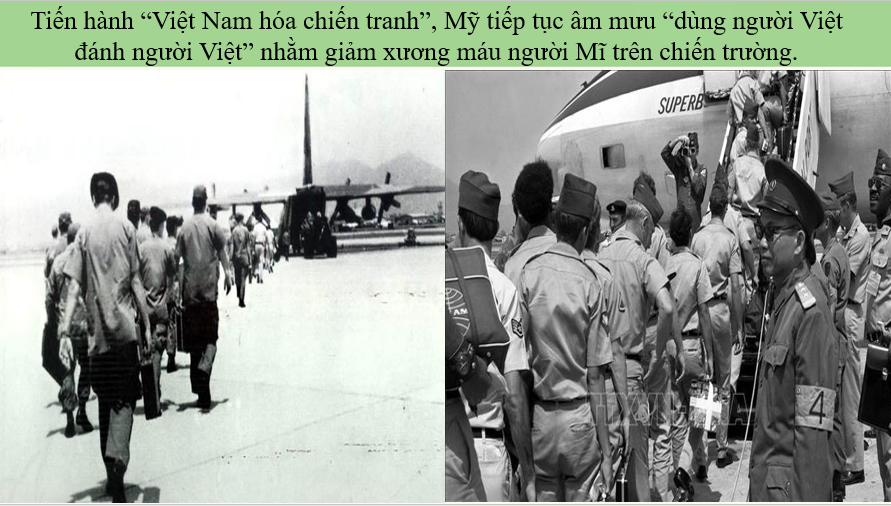 Tiến hành “Việt Nam hóa chiến tranh”, Mỹ tiếp tục âm mưu “dùng người Việt
đánh người Việt” nhằm giảm xương máu người Mĩ trên chiến trường.
SUPERB
AM
4